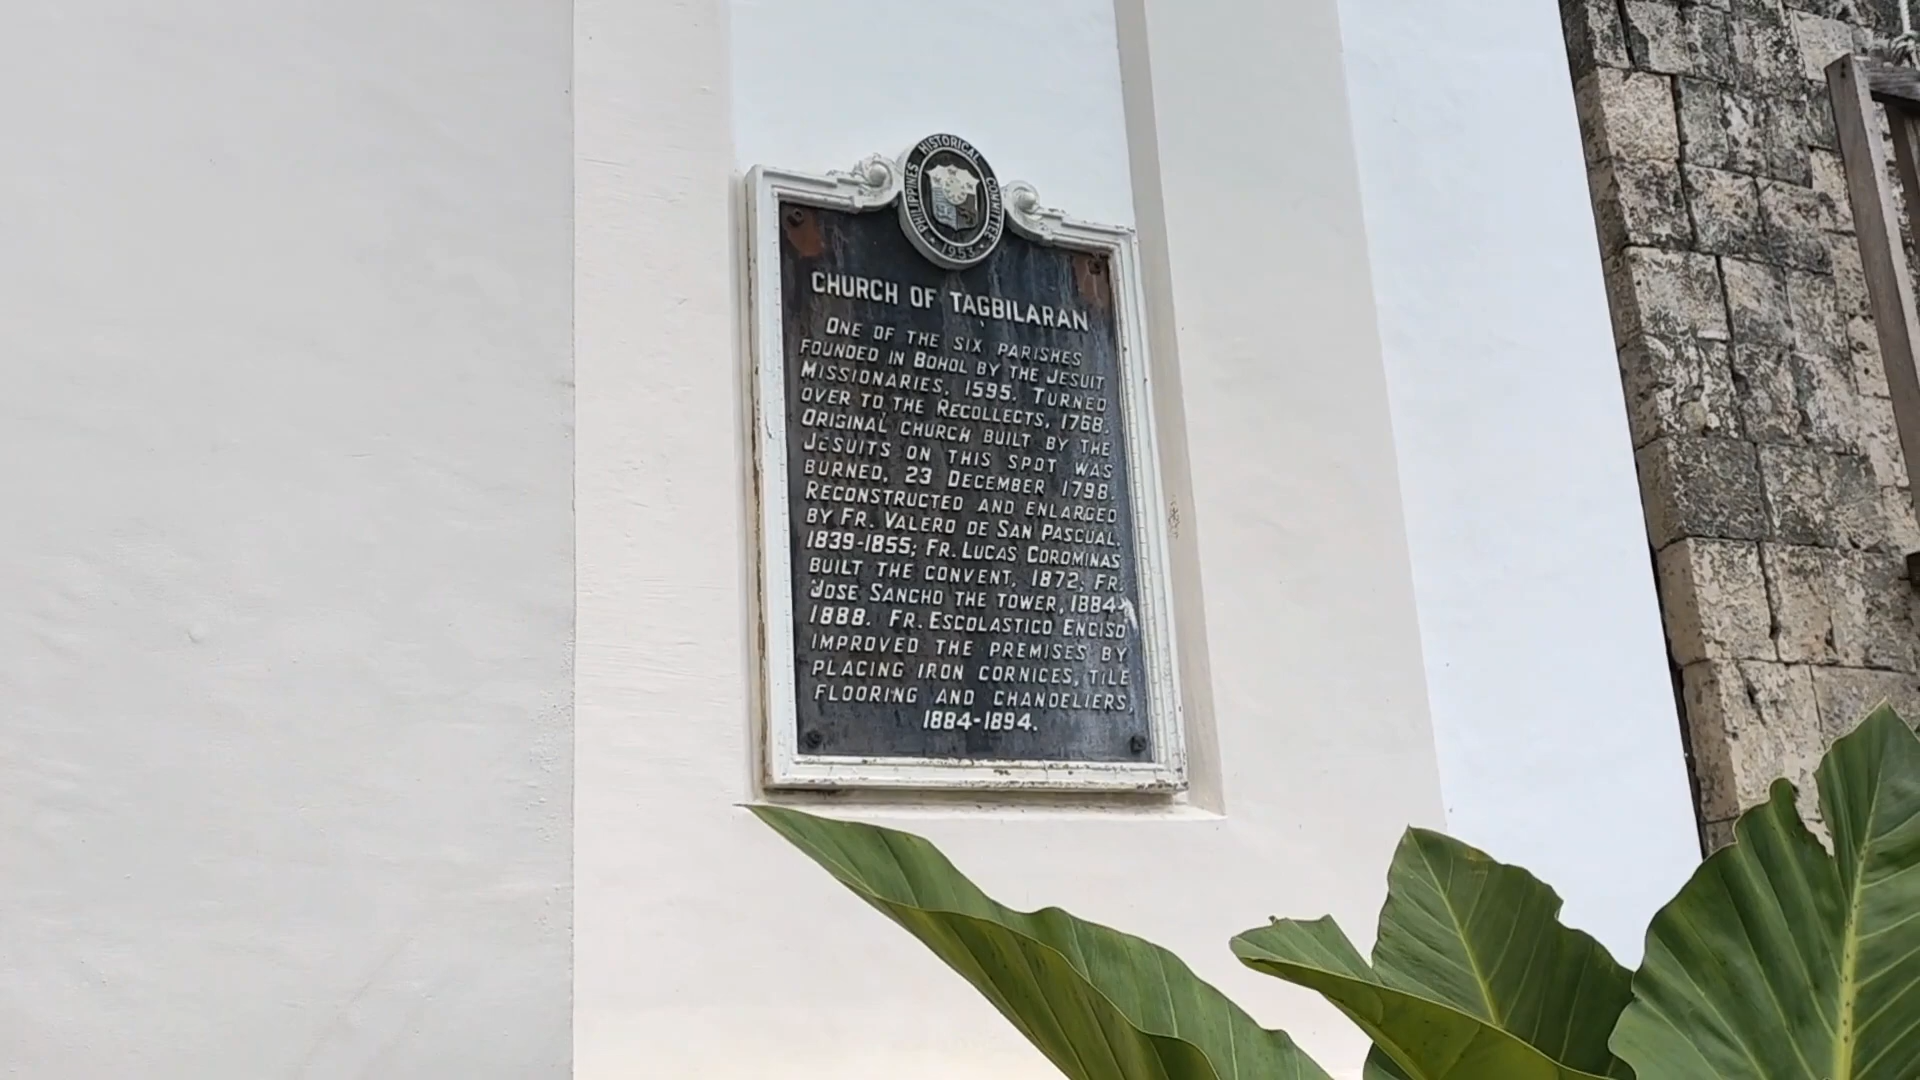 PHILIPPINES HISTORICAL COMMITTEE
1953
CHURCH OF TAGBILARAN
ONE OF THE SIX PARISHES
FOUNDED IN BOHOL BY THE JESUIT
MISSIONARIES, 1595. TURNED
OVER TO THE RECOLLECTS, 1768.
ORIGINAL CHURCH BUILT BY THE
JESUITS ON THIS SPOT WAS
BURNED, 23 DECEMBER 1798.
RECONSTRUCTED AND ENLARGED
BY FR. VALERO DE SAN PASCUAL,
1839-1855; FR. LUCAS COROMINAS
BUILT THE CONVENT, 1872; FR.
JOSE SANCHO THE TOWER, 1884-
1888. FR. ESCOLASTICO ENCISO
IMPROVED THE PREMISES BY
PLACING IRON CORNICES, TILE
FLOORING AND CHANDELIERS,
1884-1894.